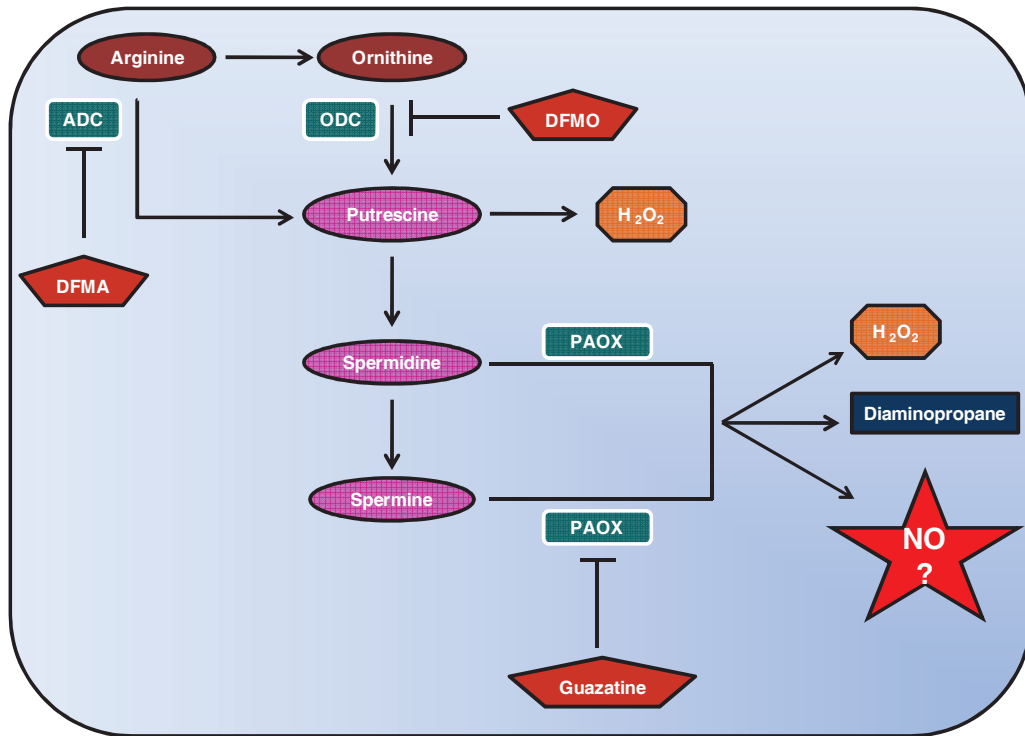 Arginine
Ornithine
ADC
ODC
DFMO
Putrescine
H₂O₂
DFMA
H₂O₂
PAOX
Spermidine
Diaminopropane
Spermine
PAOX
NO
?
Guazatine